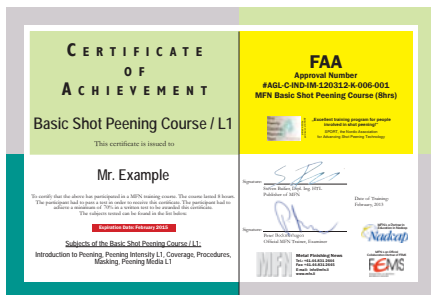 CERTIFICATE
OF
ACHIEVEMENT
Basic Shot Peening Course / L1
This certificate is issued to
Mr. Example
To certify that the above has participated in a MFN training course. The course lasted 8 hours.
The participant had to pass a test in order to receive this certificate. The participant had to
achieve a minimum of 70% in a written test to be awarded this certificate.
The subjects tested can be found in the list below:
Expiration Date: February 2015
Subjects of the Basic Shot Peening Course / L1:
Introduction to Peening, Peening Intensity L1, Coverage, Procedures,
Masking, Peening Media L1
FAA
Approval Number
#AGL-C-IND-IM-120312-K-006-001
MFN Basic Shot Peening Course (8hrs)
„Excellent training program for people
involved in shot peening!“
SPORT, the Nordic Association
for Advancing Shot Peening Technology
Signature:
Publisher of MFN
Date of Training:
February, 2013
Signature:
Official MFN Trainer, Examiner
MFN
Metal Finishing News
Nadcap
FEMS